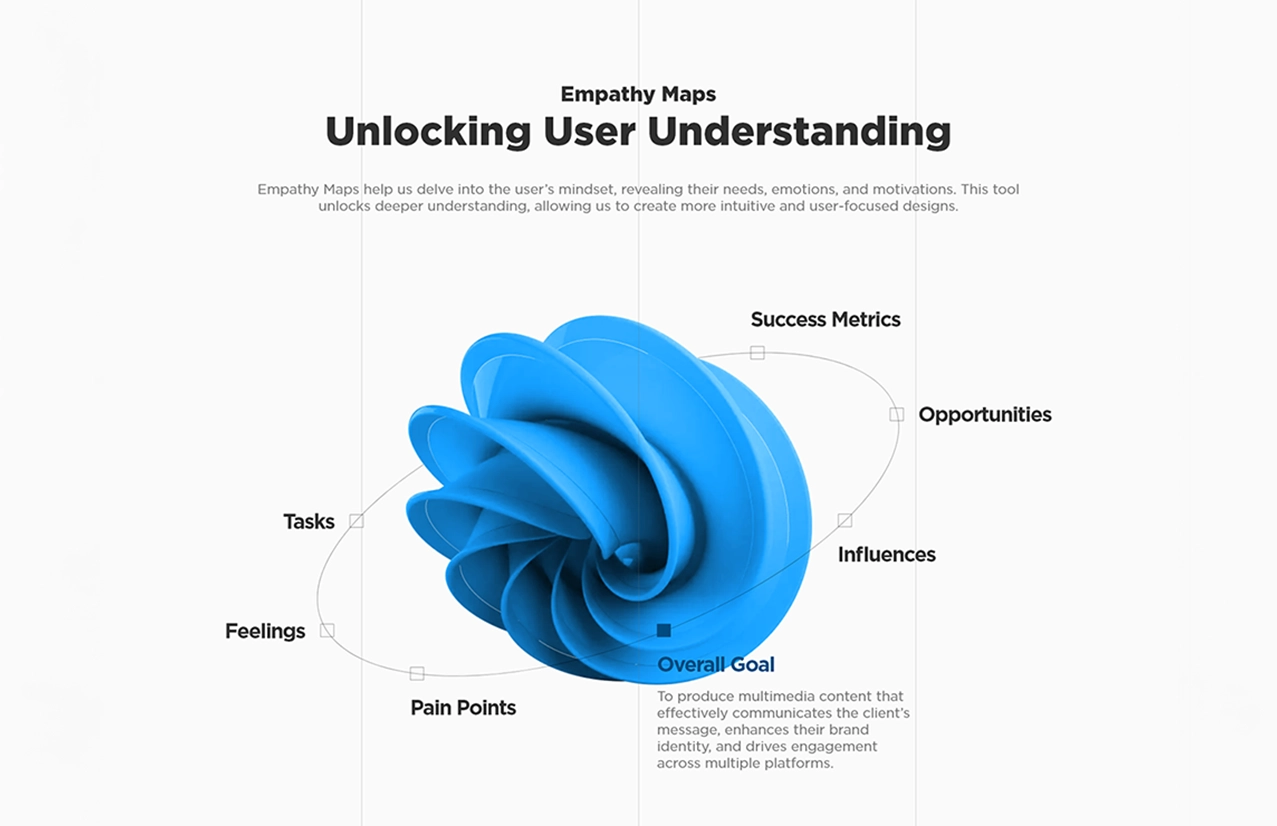 Empathy Maps
Unlocking User Understanding
Empathy Maps help us delve into the user's mindset, revealing their needs, emotions, and motivations. This tool
unlocks deeper understanding, allowing us to create more intuitive and user-focused designs.
Success Metrics
Opportunities
Tasks
Influences
Feelings
Overall Goal
To produce multimedia content that
effectively communicates the client's
message, enhances their brand
identity, and drives engagement
across multiple platforms.
Pain Points